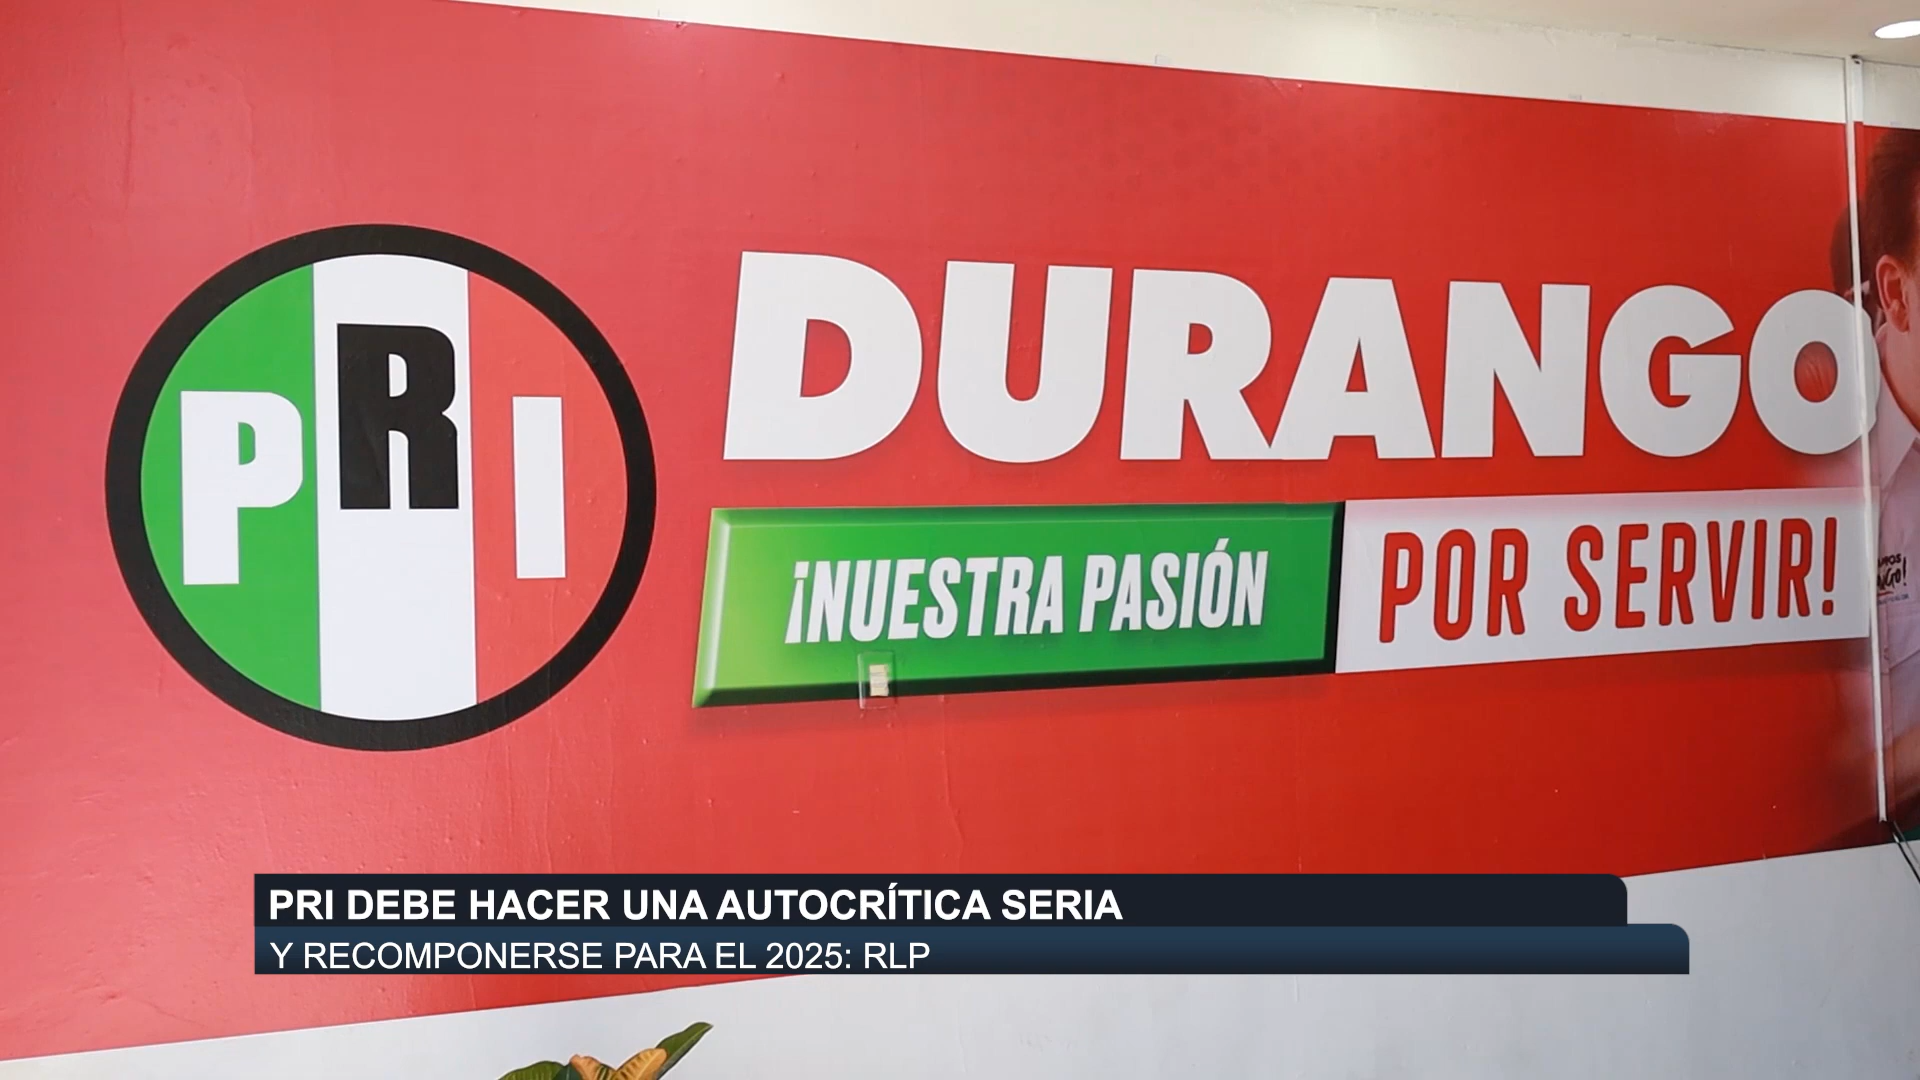 PRI
DURANGO
¡NUESTRA PASIÓN
POR SERVIR!
PRI DEBE HACER UNA AUTOCRÍTICA SERIA
Y RECOMPONERSE PARA EL 2025: RLP